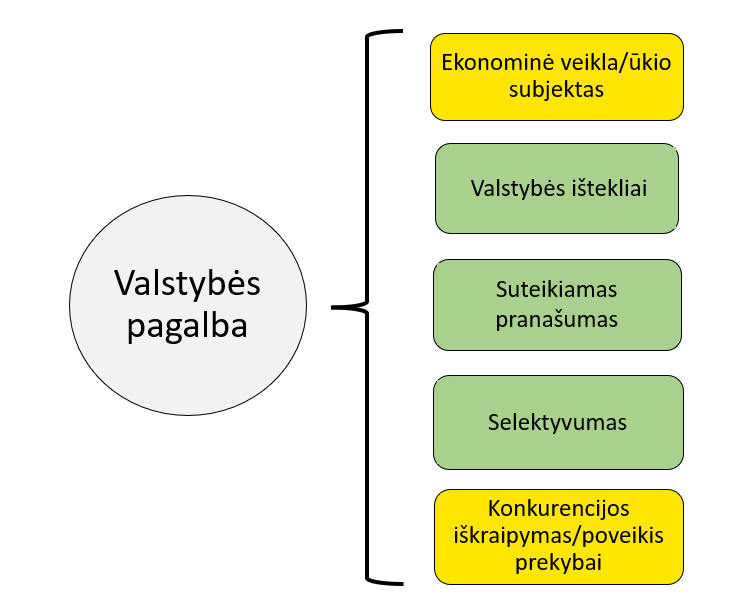 Valstybės
pagalba
Ekonominė veikla/ūkio
subjektas
Valstybės ištekliai
Suteikiamas
pranašumas
Selektyvumas
Konkurencijos
iškraipymas/poveikis
prekybai